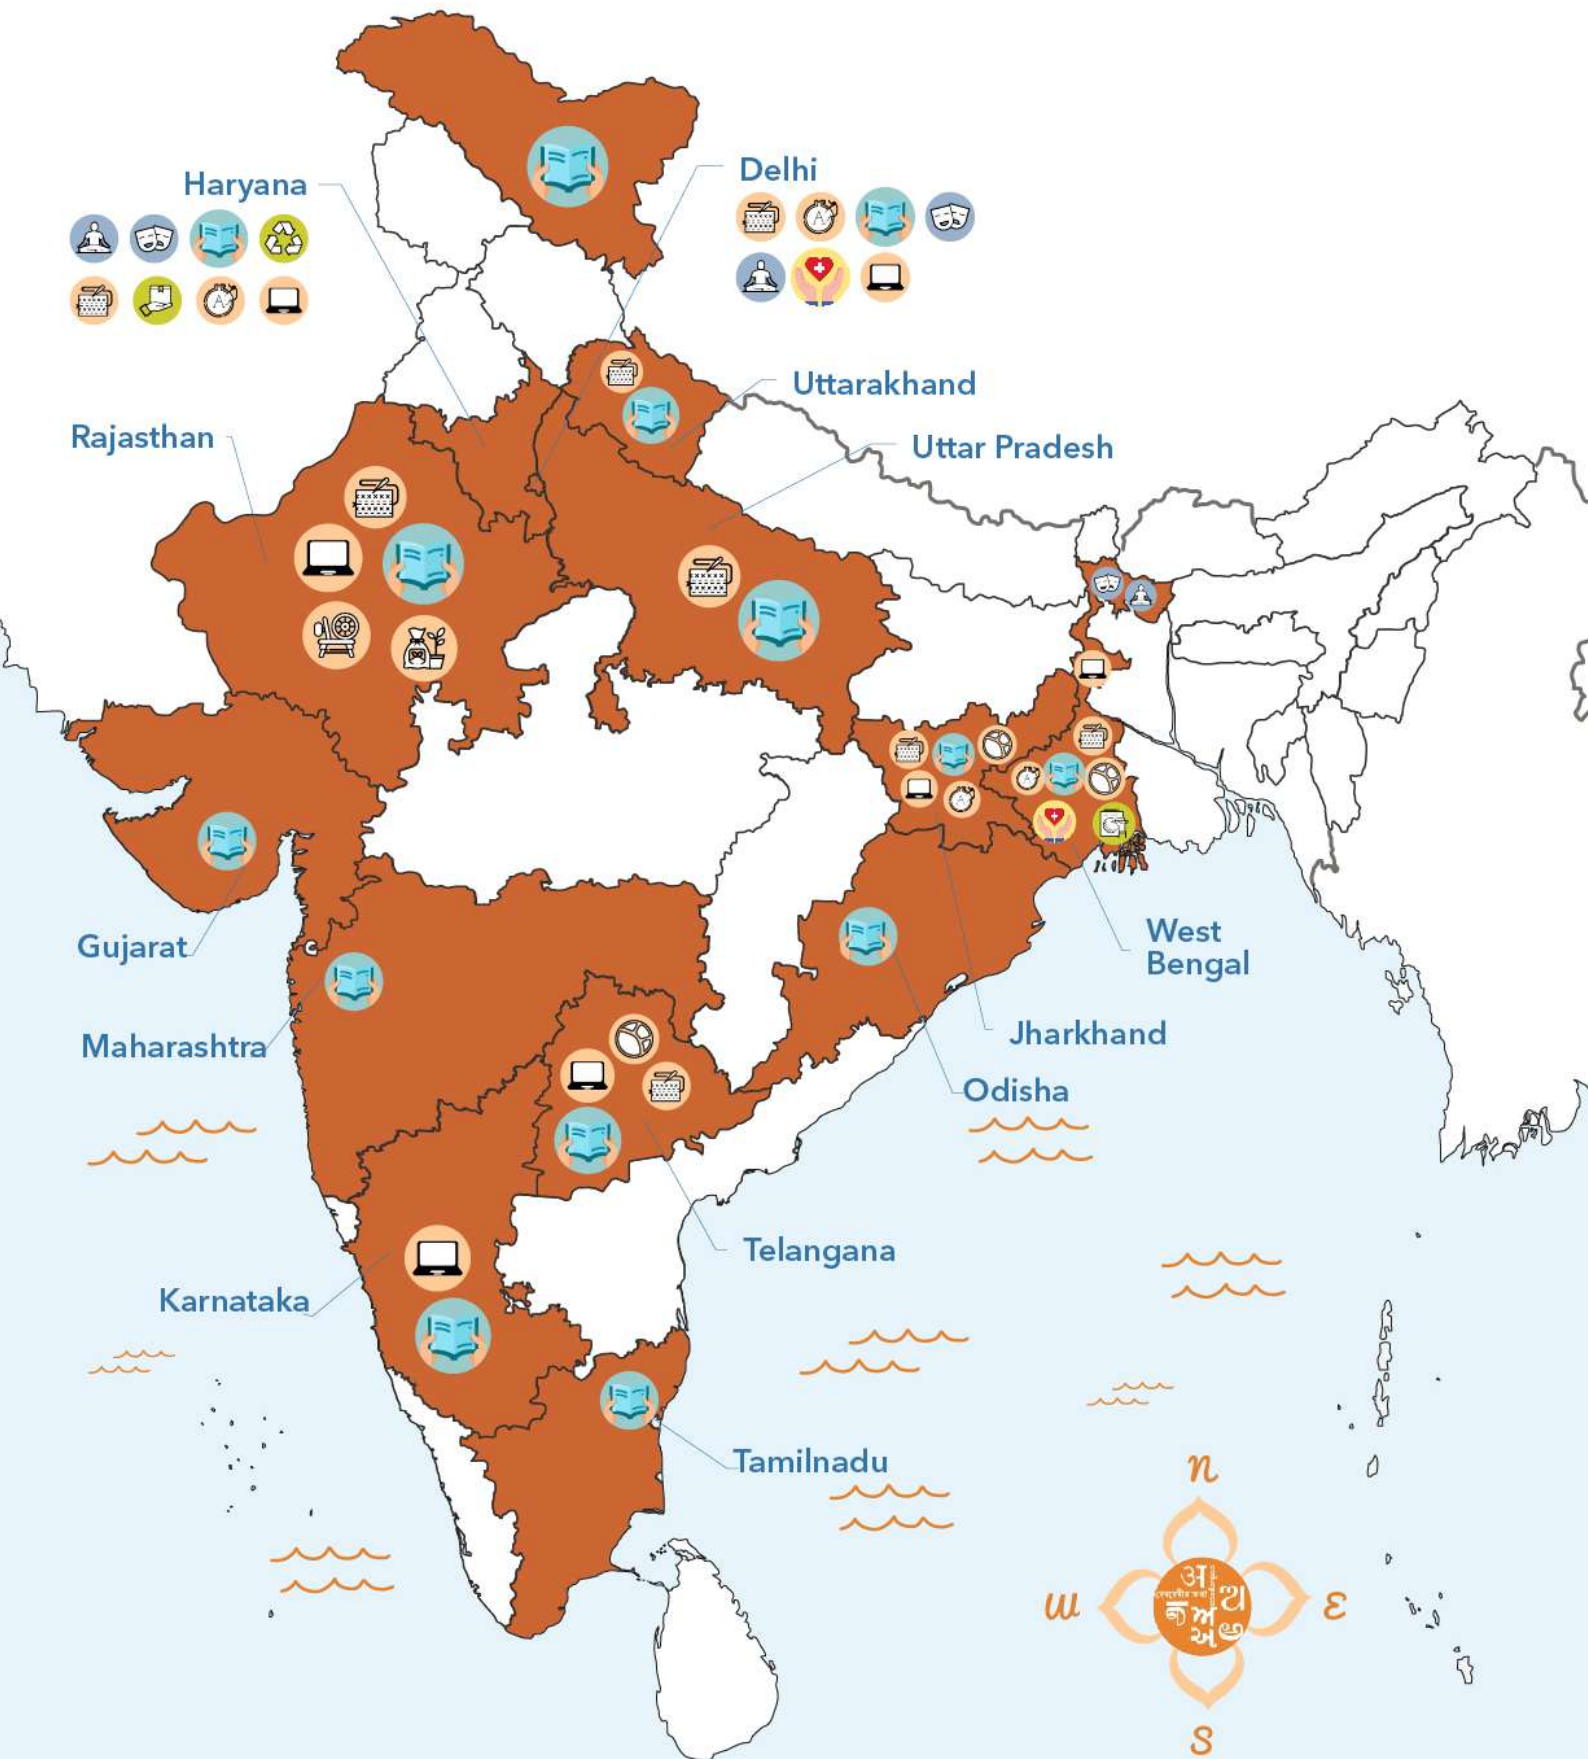 Delhi
Haryana
Uttarakhand
Rajasthan
Uttar Pradesh
West
Bengal
Gujarat
Jharkhand
Maharashtra
Odisha
Telangana
Karnataka
Tamilnadu
n
अ
W
E
S